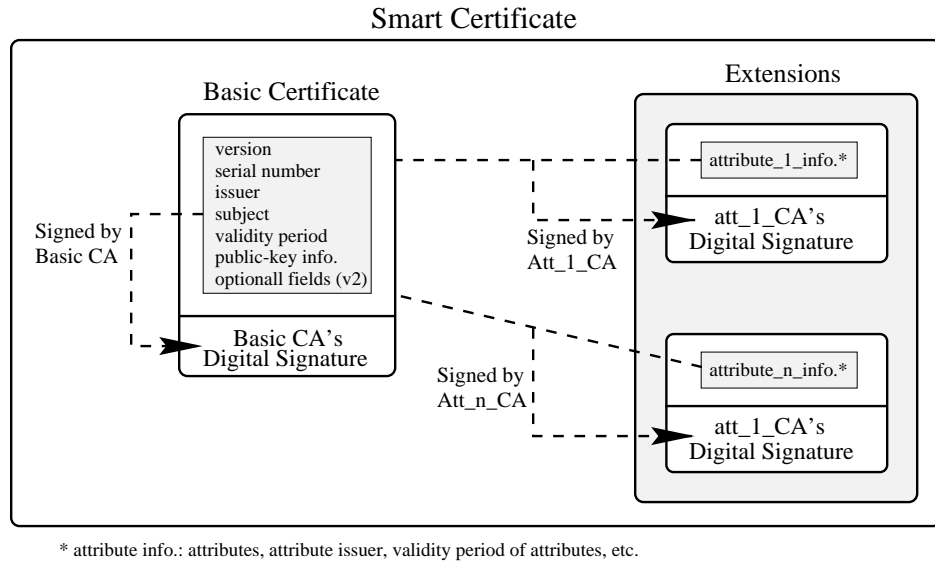 Smart Certificate
Basic Certificate
version
serial number
issuer
subject
validity period
public-key info.
optionall fields (v2)
Signed by
Basic CA
Basic CA's
Digital Signature
Extensions
attribute_1_info.*
Signed by
Att_1_CA
att_1_CA's
Digital Signature
attribute_n_info.*
Signed by
Att_n_CA
att_1_CA's
Digital Signature
* attribute info.: attributes, attribute issuer, validity period of attributes, etc.